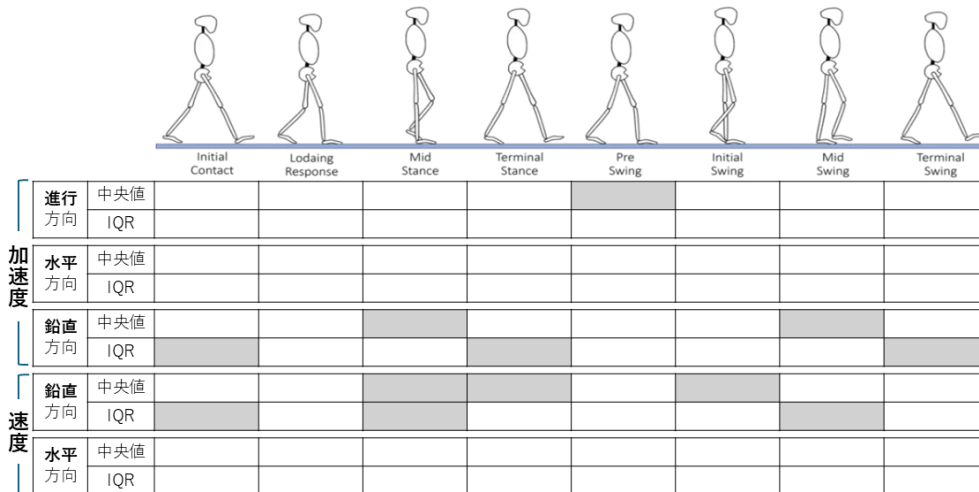 Initial Contact
Lodaing Response
Mid Stance
Terminal Stance
Pre Swing
Initial Swing
Mid Swing
Terminal Swing
加速度
進行方向
中央値
IQR
水平方向
中央値
IQR
鉛直方向
中央値
IQR
速度
鉛直方向
中央値
IQR
水平方向
中央値
IQR